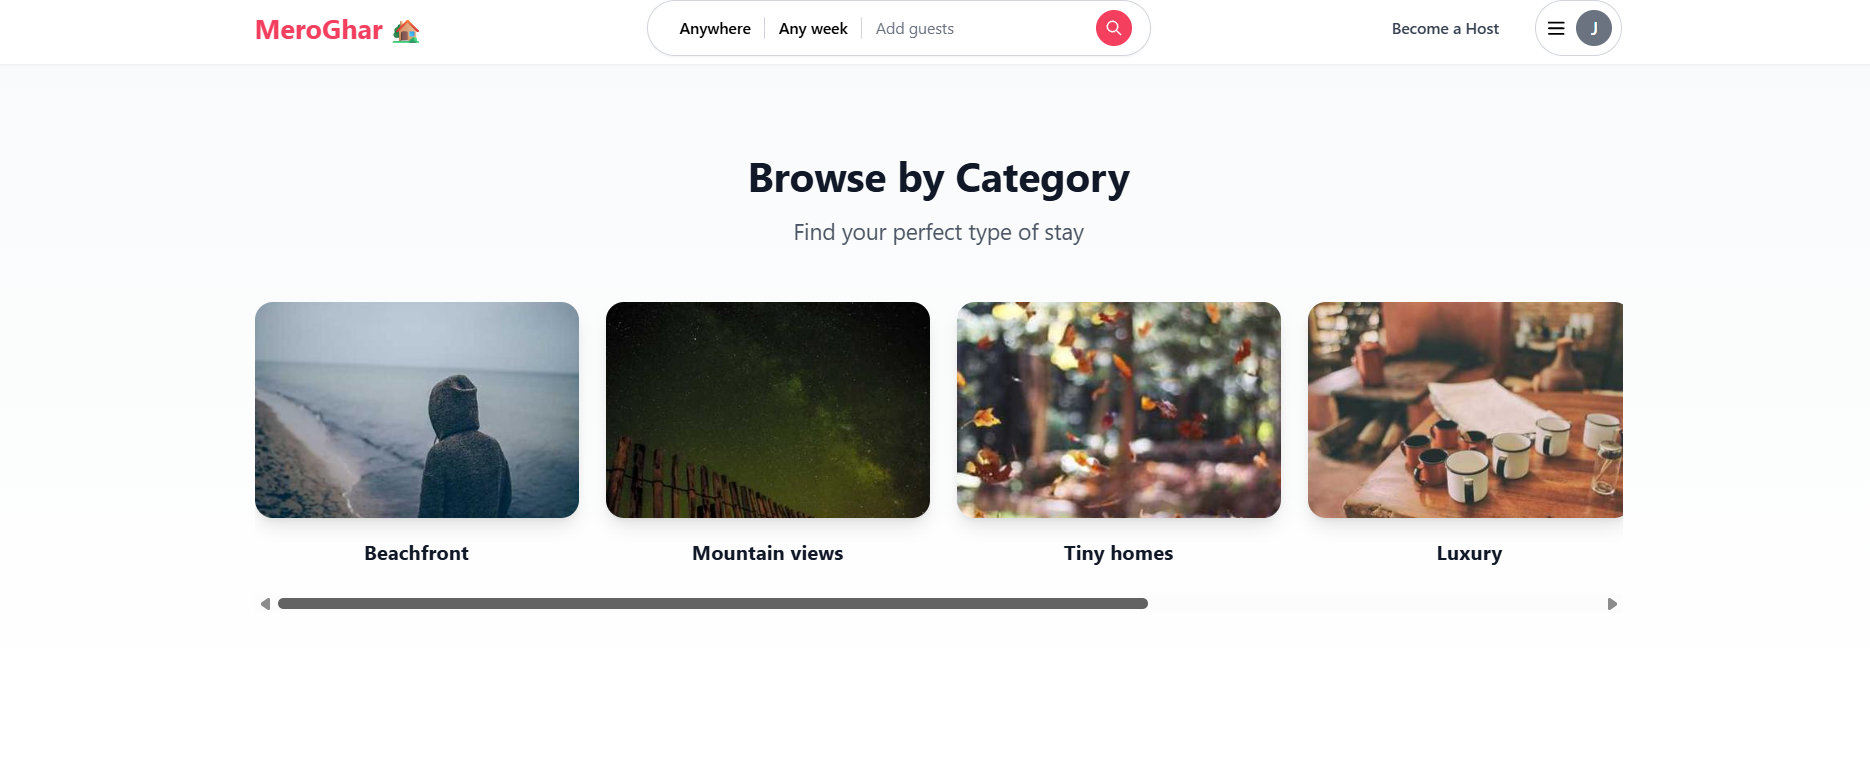 MeroGhar
Anywhere
Any week
Add guests
Become a Host
J
Browse by Category
Find your perfect type of stay
Beachfront
Mountain views
Tiny homes
Luxury